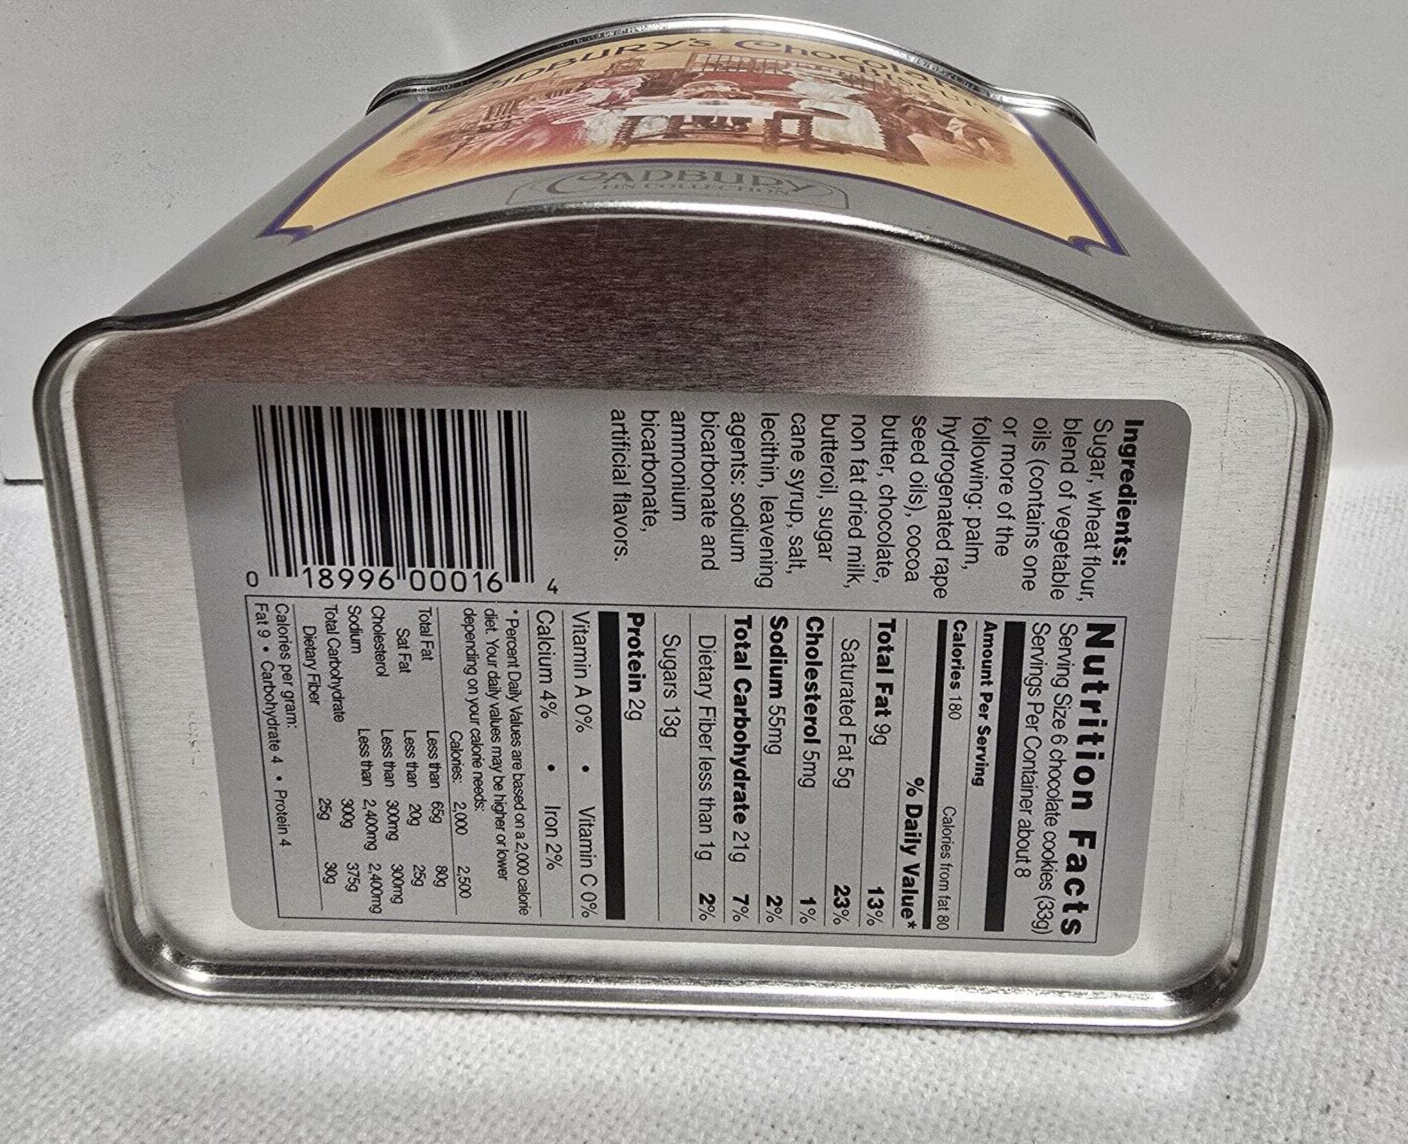 CADBURY'S Chocolate
BISCUITS
CADBURY
TIN COLLECTION
Ingredients:
Sugar, wheat flour,
blend of vegetable
oils (contains one
or more of the
following: palm,
hydrogenated rape
seed oils), cocoa
butter, chocolate,
non fat dried milk,
butteroil, sugar
cane syrup, salt,
lecithin, leavening
agents: sodium
bicarbonate and
ammonium
bicarbonate,
artificial flavors.
0 18996 00016 4
Nutrition Facts
Serving Size 6 chocolate cookies (33g)
Servings Per Container about 8
Amount Per Serving
Calories 180 Calories from fat 80
% Daily Value*
Total Fat 9g 13%
Saturated Fat 5g 23%
Cholesterol 5mg 1%
Sodium 55mg 2%
Total Carbohydrate 21g 7%
Dietary Fiber less than 1g 2%
Sugars 13g
Protein 2g
Vitamin A 0% • Vitamin C 0%
Calcium 4% • Iron 2%
*Percent Daily Values are based on a 2,000 calorie
diet. Your daily values may be higher or lower
depending on your calorie needs:
Calories: 2,000 2,500
Total Fat Less than 65g 80g
Sat Fat Less than 20g 25g
Cholesterol Less than 300mg 300mg
Sodium Less than 2,400mg 2,400mg
Total Carbohydrate 300g 375g
Dietary Fiber 25g 30g
Calories per gram:
Fat 9 • Carbohydrate 4 • Protein 4